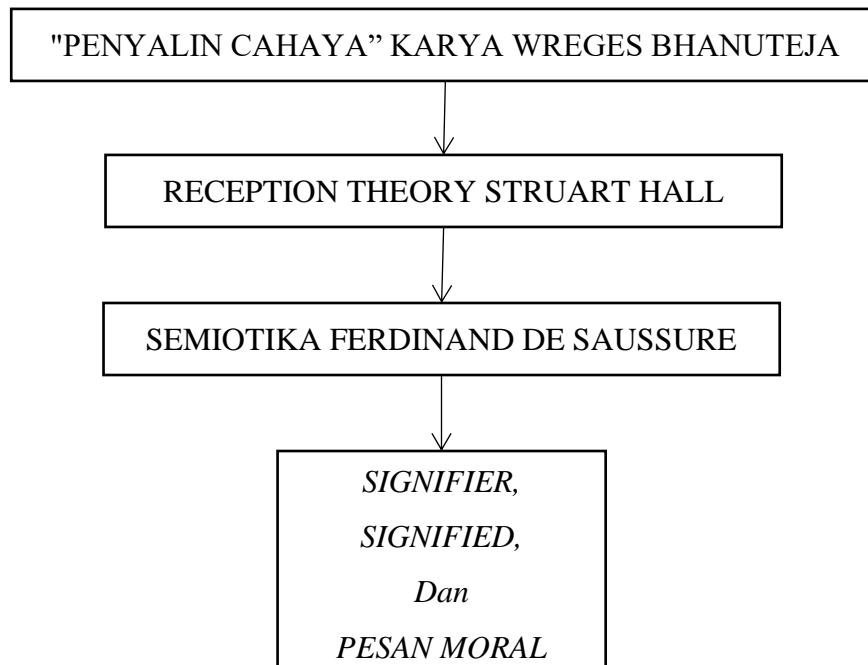 "PENYALIN CAHAYA” KARYA WREGES BHANUTEJA
RECEPTION THEORY STRUART HALL
SEMIOTIKA FERDINAND DE SAUSSURE
SIGNIFIER,
SIGNIFIED,
Dan
PESAN MORAL